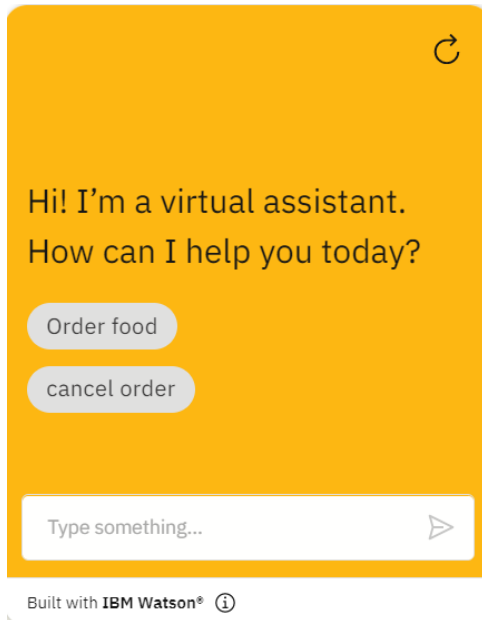 Hi! I’m a virtual assistant.
How can I help you today?
Order food
cancel order
Type something...
Built with IBM Watson®